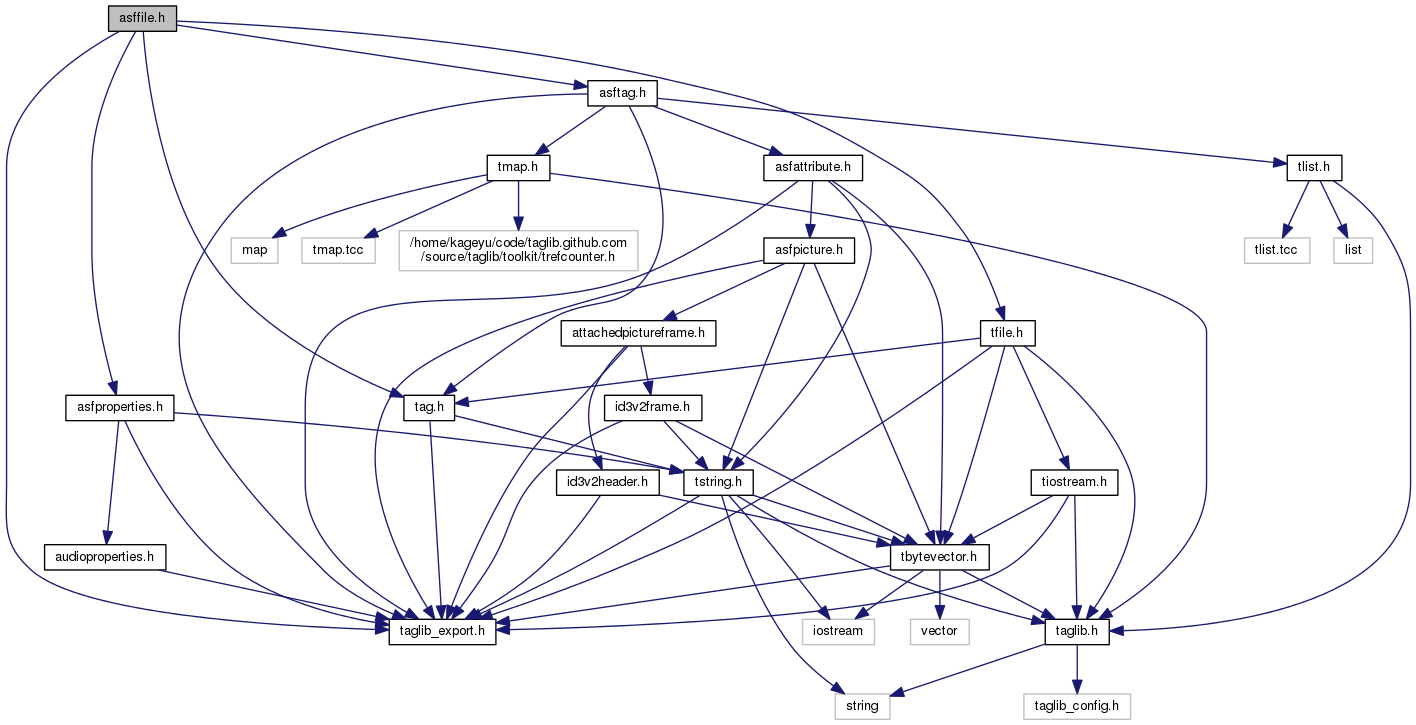 asffile.h
asftag.h
tmap.h
asfattribute.h
tlist.h
map
tmap.tcc
/home/kageyu/code/taglib.github.com
/source/taglib/toolkit/trefcounter.h
asfpicture.h
tlist.tcc
list
attachedpictureframe.h
tfile.h
asfproperties.h
tag.h
id3v2frame.h
id3v2header.h
tstring.h
tiostream.h
audioproperties.h
tbytevector.h
taglib_export.h
iostream
vector
taglib.h
string
taglib_config.h